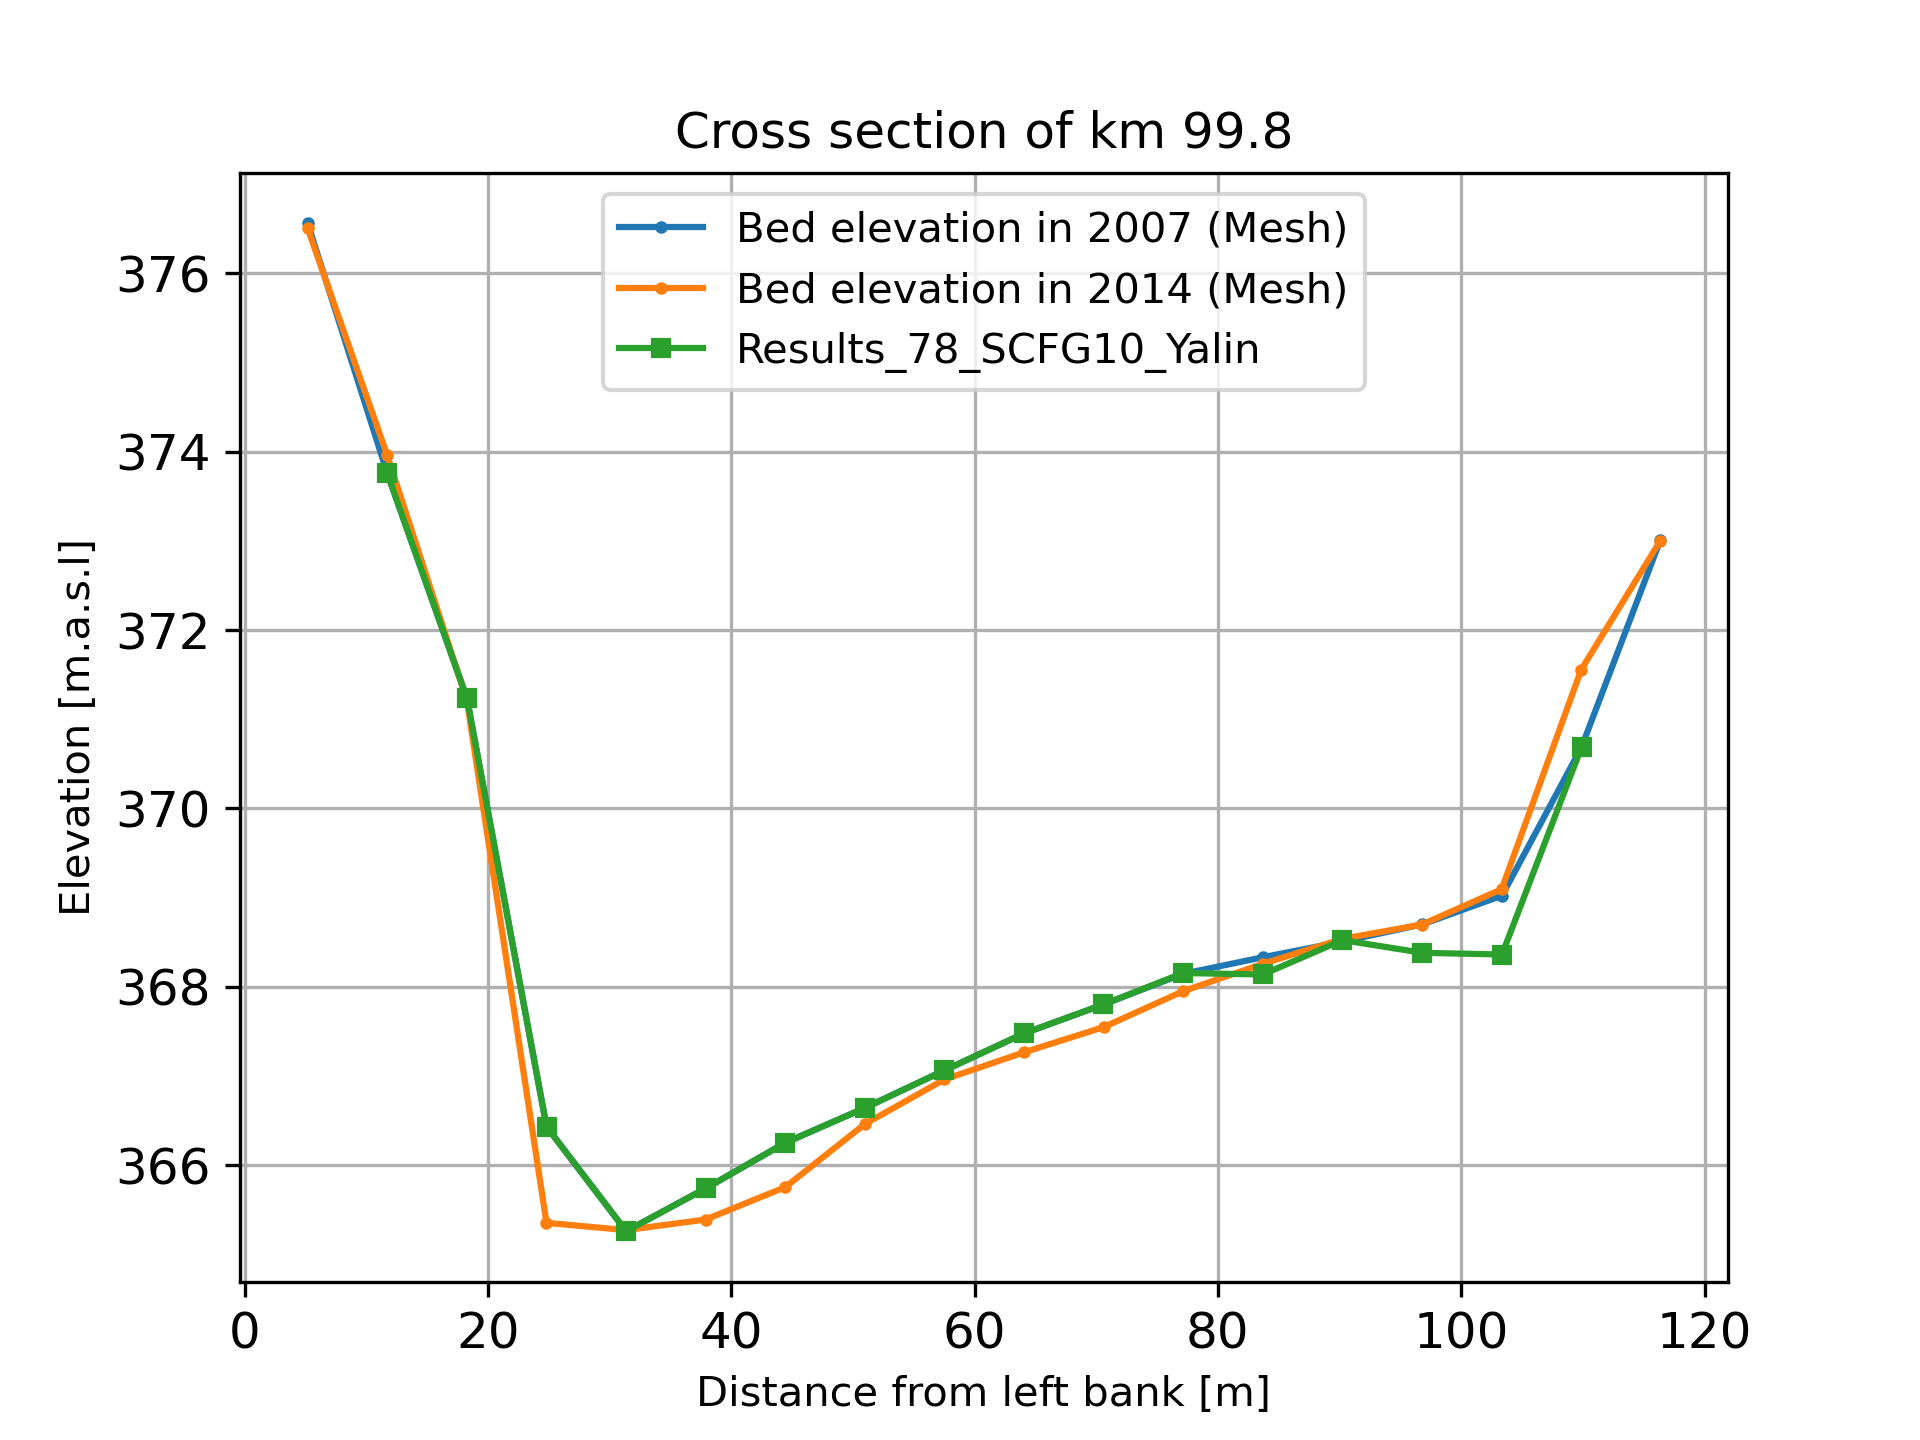 Cross section of km 99.8
Bed elevation in 2007 (Mesh)
Bed elevation in 2014 (Mesh)
Results_78_SCFG10_Yalin
376
374
372
370
368
366
Elevation [m.a.s.l]
0 20 40 60 80 100 120
Distance from left bank [m]